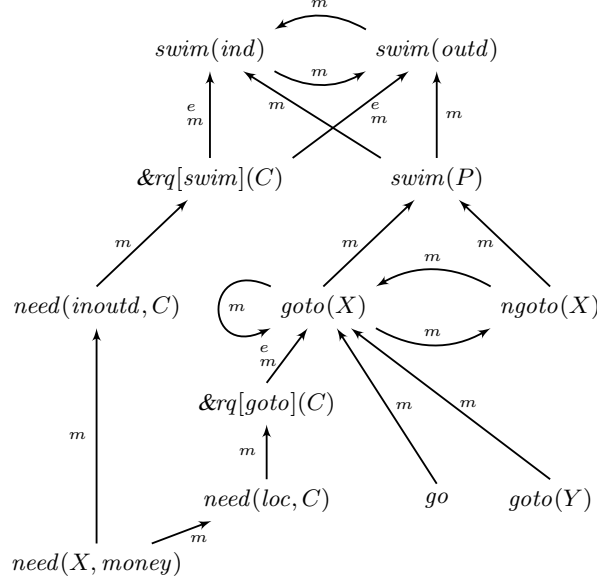 m
swim(ind) swim(outd)
m
e
m
m
e
m
m
&rq[swim](C) swim(P)
m m m
m
need(inoutd, C) m goto(X) ngoto(X)
m
e
m
&rq[goto](C)
m m
m
m
need(loc, C) go goto(Y)
m
need(X, money)